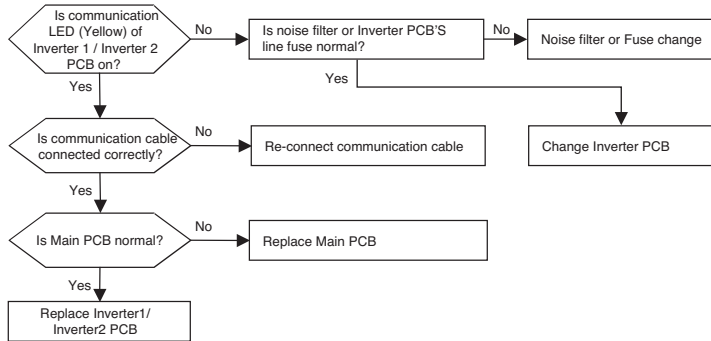 Is communication
LED (Yellow) of
Inverter 1 / Inverter 2
PCB on?
No
Is noise filter or Inverter PCB'S
line fuse normal?
No
Noise filter or Fuse change
Yes
Yes
Is communication cable
connected correctly?
No
Re-connect communication cable
Change Inverter PCB
Yes
Is Main PCB normal?
No
Replace Main PCB
Yes
Replace Inverter1/
Inverter2 PCB